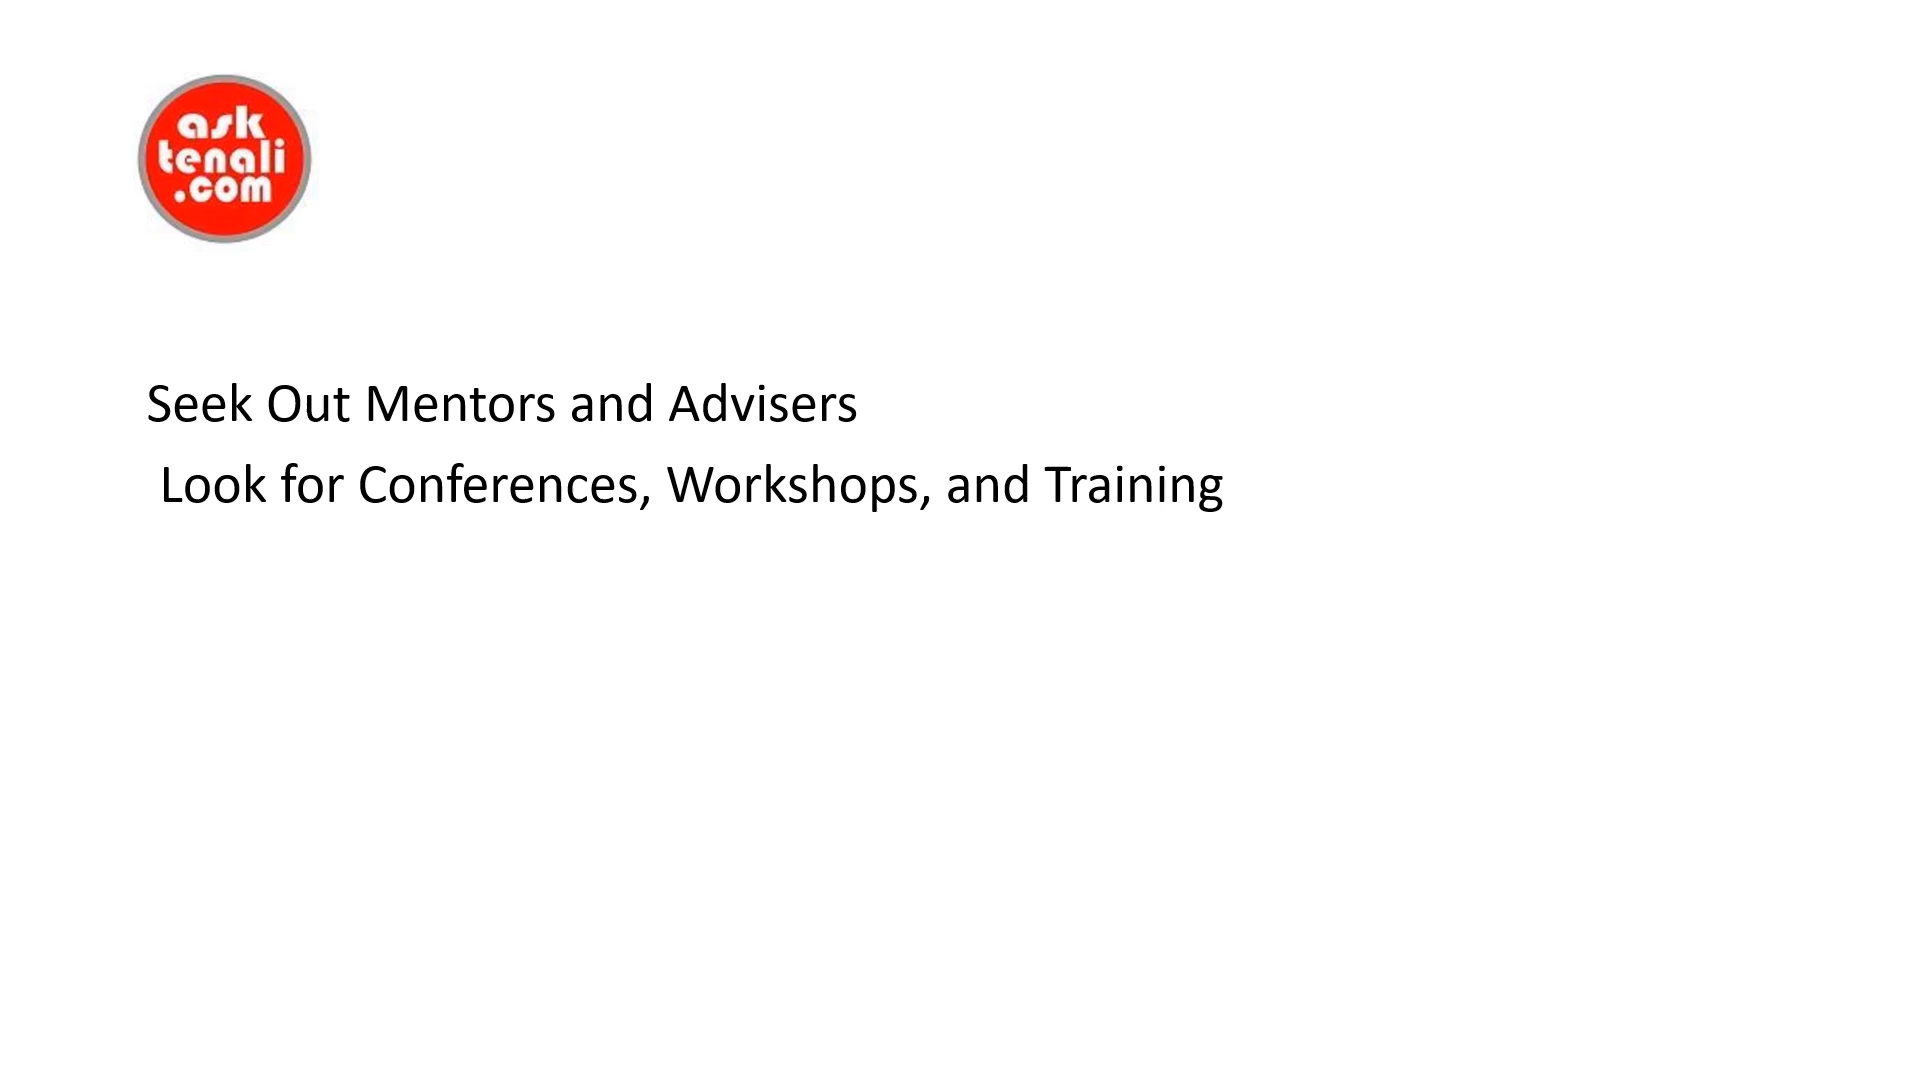 ask
tenali
.com
Seek Out Mentors and Advisers
Look for Conferences, Workshops, and Training